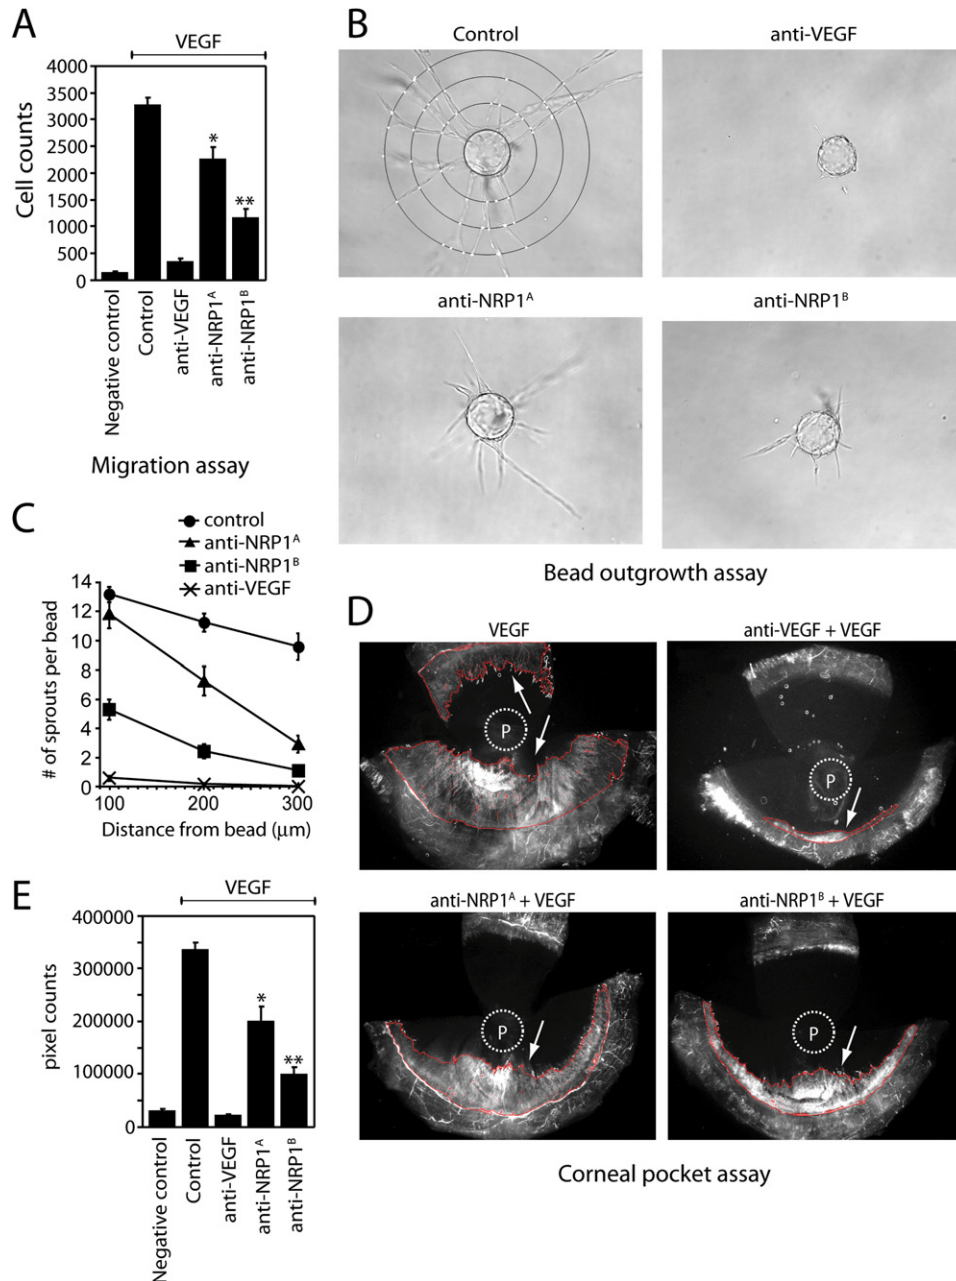 A
VEGF
4000
3500
3000
2500
2000
1500
1000
500
0
Cell counts
*
**
Negative control
Control
anti-VEGF
anti-NRP1ᴬ
anti-NRP1ᴮ
Migration assay
B
Control
anti-VEGF
anti-NRP1ᴬ
anti-NRP1ᴮ
Bead outgrowth assay
C
control
anti-NRP1ᴬ
anti-NRP1ᴮ
anti-VEGF
14
12
10
8
6
4
2
0
# of sprouts per bead
100 200 300
Distance from bead (μm)
D
VEGF
P
anti-VEGF + VEGF
P
anti-NRP1ᴬ + VEGF
P
anti-NRP1ᴮ + VEGF
P
Corneal pocket assay
E
VEGF
400000
300000
200000
100000
0
pixel counts
*
**
Negative control
Control
anti-VEGF
anti-NRP1ᴬ
anti-NRP1ᴮ